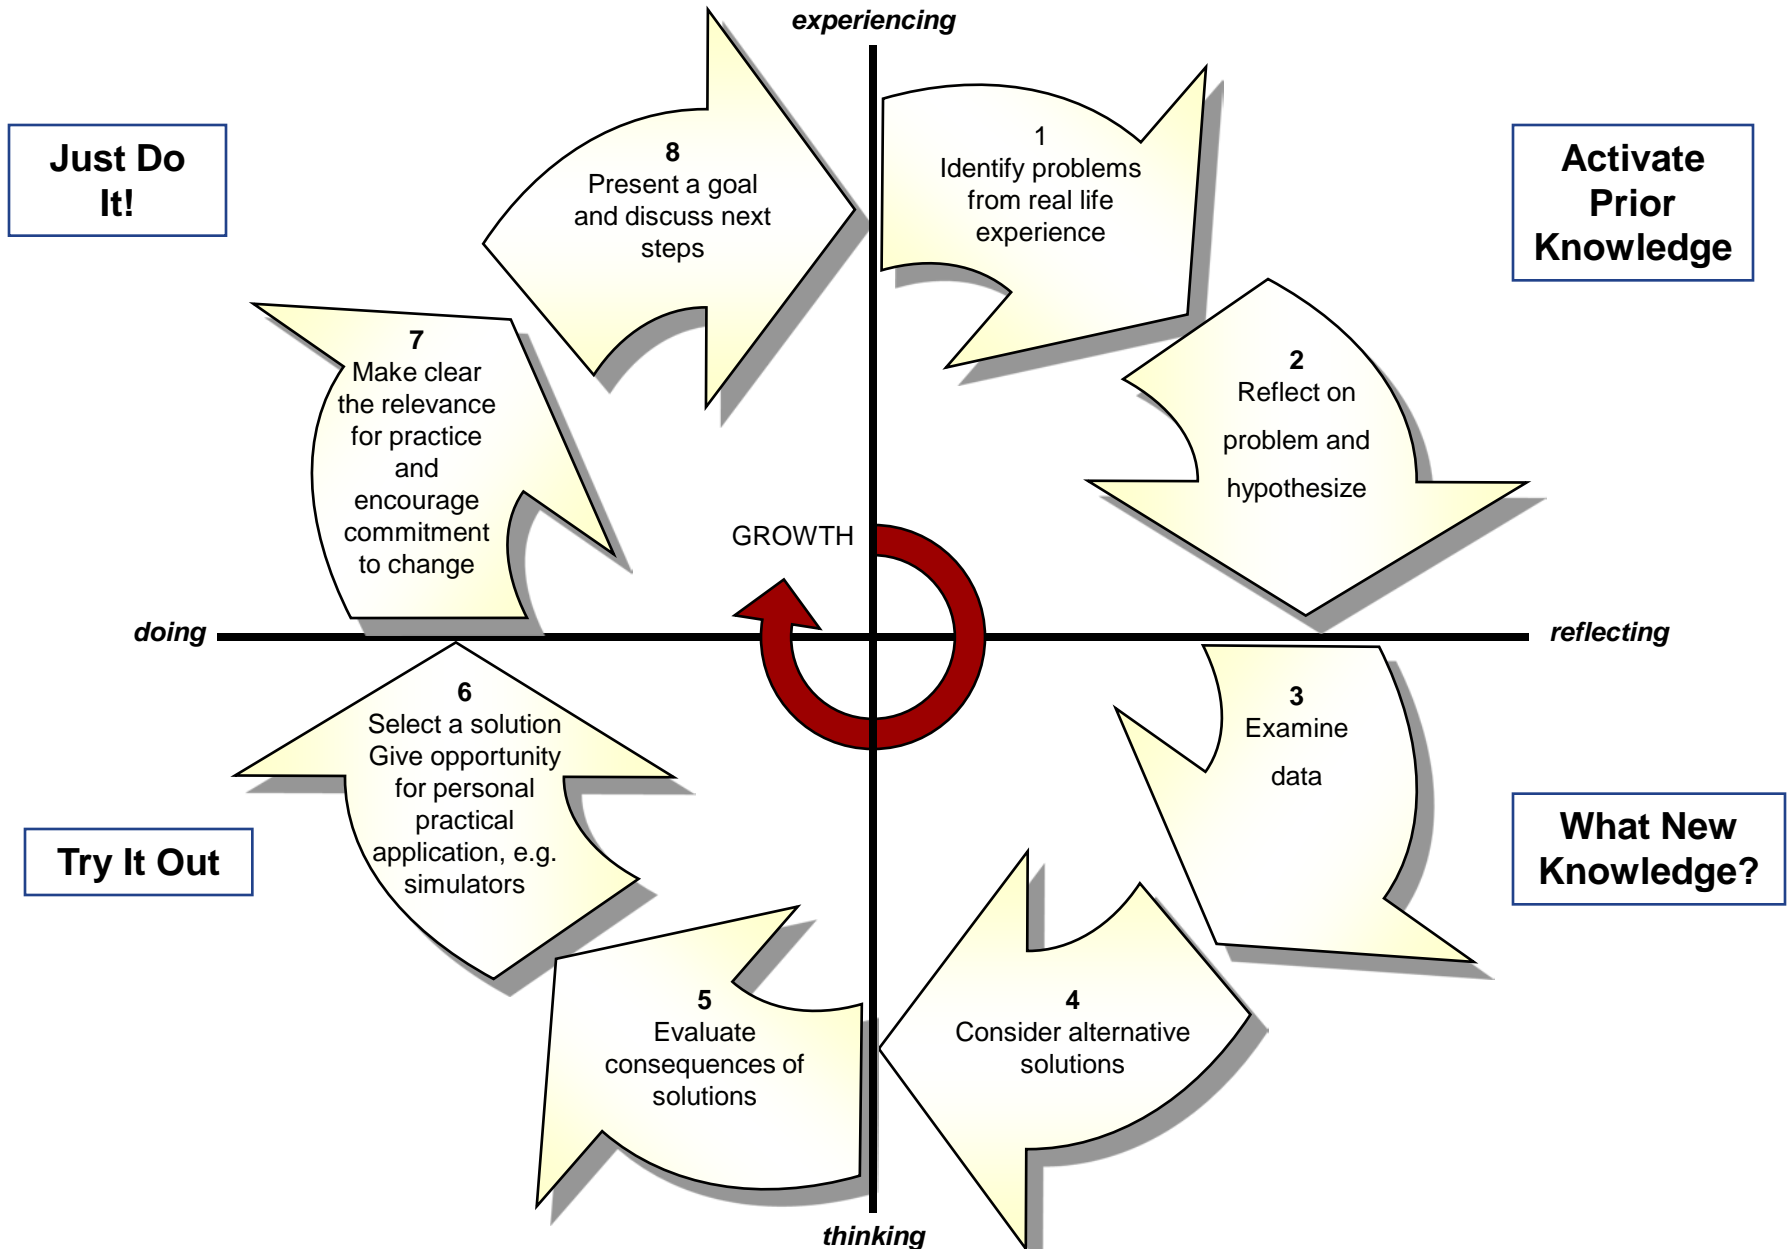 experiencing
Just Do
It!
8
Present a goal
and discuss next
steps
1
Identify problems
from real life
experience
Activate
Prior
Knowledge
7
Make clear
the relevance
for practice
and
encourage
commitment
to change
2
Reflect on
problem and
hypothesize
GROWTH
doing
reflecting
6
Select a solution
Give opportunity
for personal
practical
application, e.g.
simulators
3
Examine
data
Try It Out
What New
Knowledge?
5
Evaluate
consequences of
solutions
4
Consider alternative
solutions
thinking